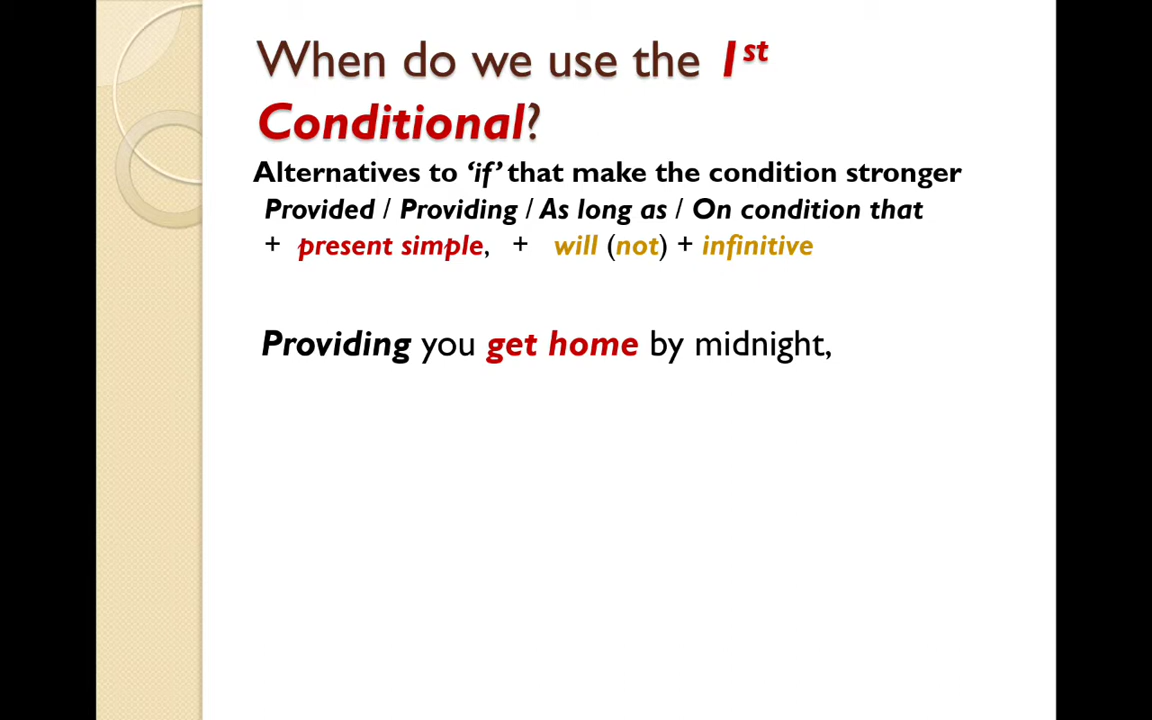 When do we use the 1st
Conditional?
Alternatives to ‘if’ that make the condition stronger
Provided / Providing / As long as / On condition that
+ present simple, + will (not) + infinitive
Providing you get home by midnight,